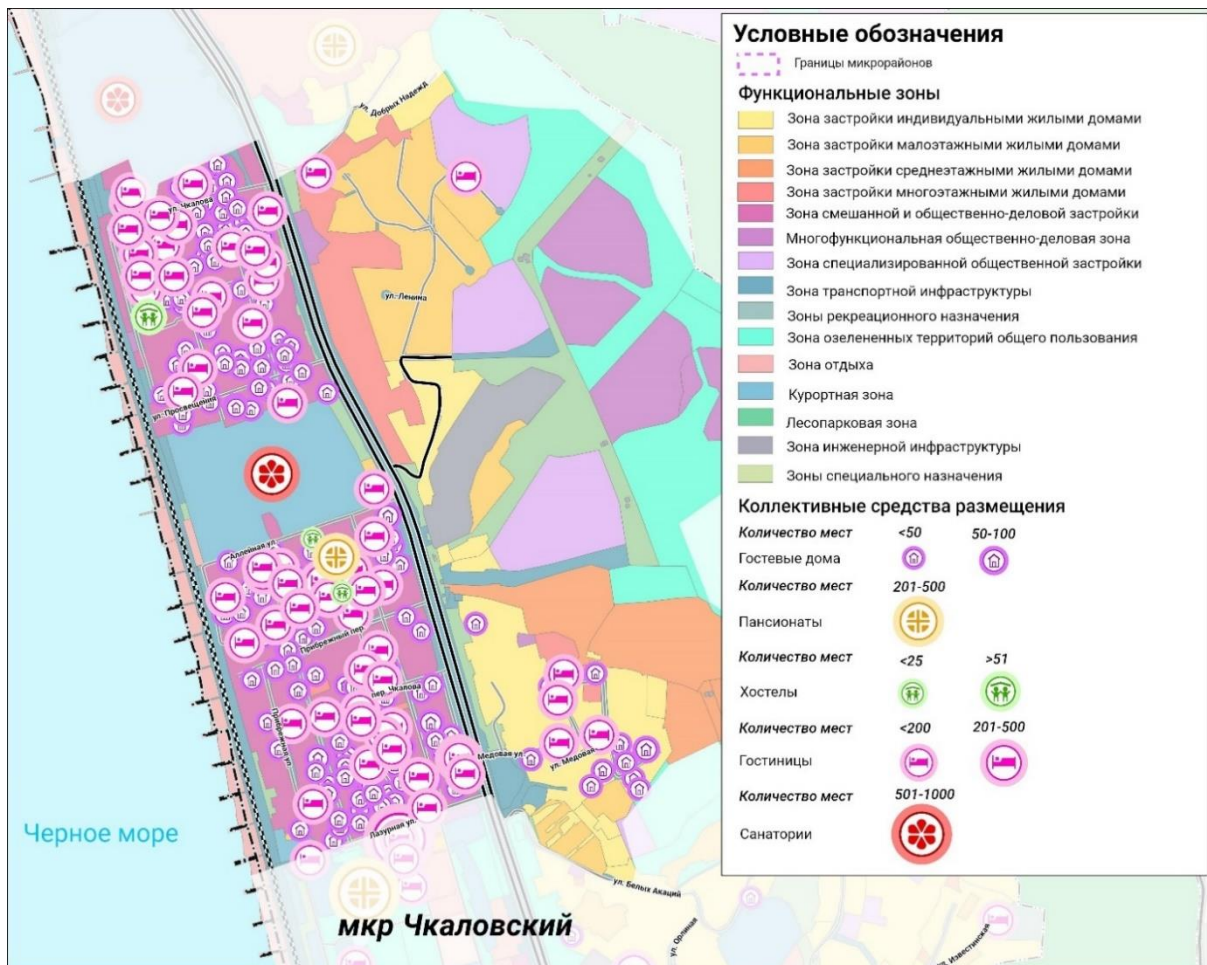 Условные обозначения
Границы микрорайонов
Функциональные зоны
Зона застройки индивидуальными жилыми домами
Зона застройки малоэтажными жилыми домами
Зона застройки среднеэтажными жилыми домами
Зона застройки многоэтажными жилыми домами
Зона смешанной и общественно-деловой застройки
Многофункциональная общественно-деловая зона
Зона специализированной общественной застройки
Зона транспортной инфраструктуры
Зоны рекреационного назначения
Зона озелененных территорий общего пользования
Зона отдыха
Курортная зона
Лесопарковая зона
Зона инженерной инфраструктуры
Зоны специального назначения
Коллективные средства размещения
Количество мест <50 50-100
Гостевые дома
Количество мест 201-500
Пансионаты
Количество мест <25 >51
Хостелы
Количество мест <200 201-500
Гостиницы
Количество мест 501-1000
Санатории
ул. Добрых Надежд
ул. Чкалова
ул. Ленина
ул. Просвещения
Аллейная ул.
Прибрежный пер.
пер. Чкалова
Прибрежная ул.
Медовая ул.
ул. Медовая
Лазурная ул.
Черное море
ул. Белых Акаций
мкр Чкаловский
ул. Орлиная
ул. Известинская